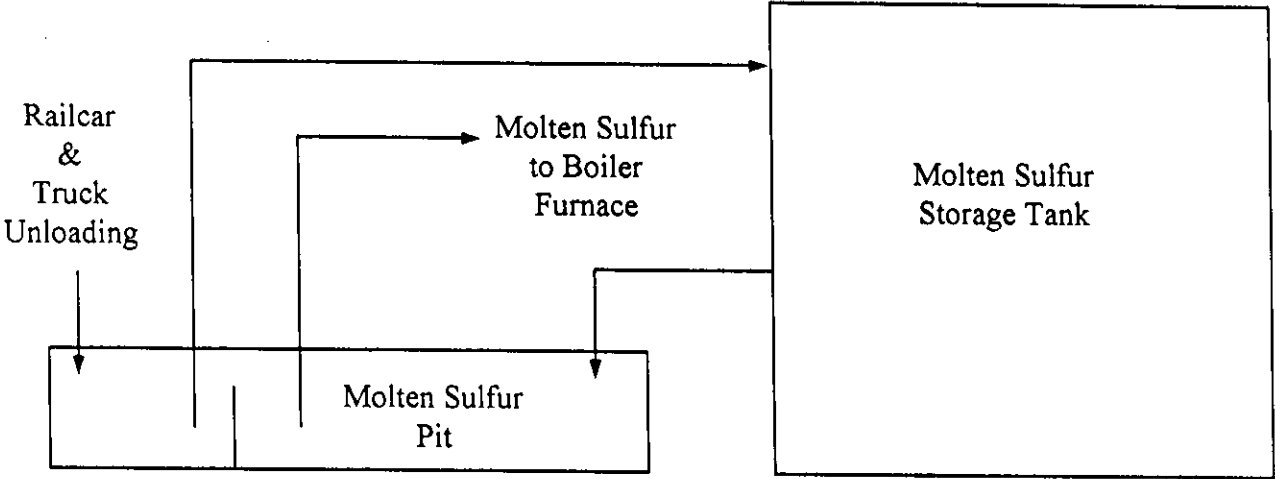 Railcar
&
Truck
Unloading
Molten Sulfur
to Boiler
Furnace
Molten Sulfur
Storage Tank
Molten Sulfur
Pit